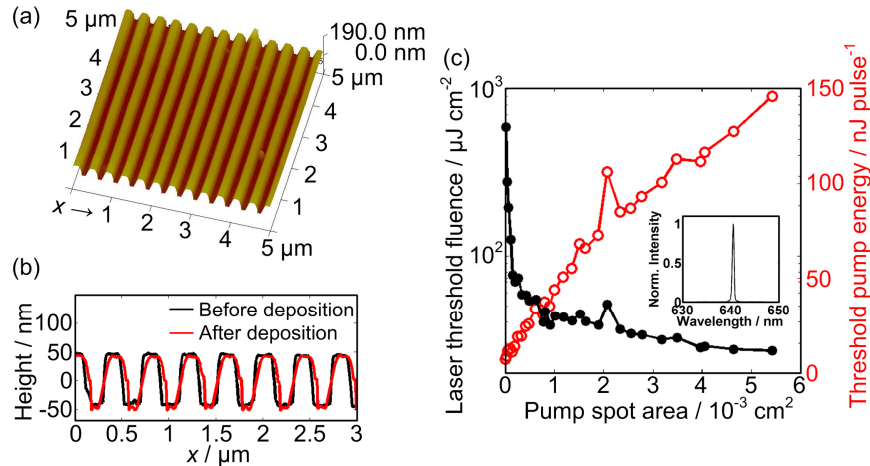 (a)
5 µm
4
3
2
1
x →
1
2
3
4
5 µm
1
2
3
4
5 µm
190.0 nm
0.0 nm
(b)
Height / nm
100
50
0
-50
Before deposition
After deposition
0
0.5
1
1.5
2
2.5
3
x / µm
(c)
Laser threshold fluence / µJ cm⁻²
10³
10²
Threshold pump energy / nJ pulse⁻¹
150
100
50
0
0
1
2
3
4
5
6
Pump spot area / 10⁻³ cm²
Norm. Intensity
1
0.5
0
630
640
650
Wavelength / nm